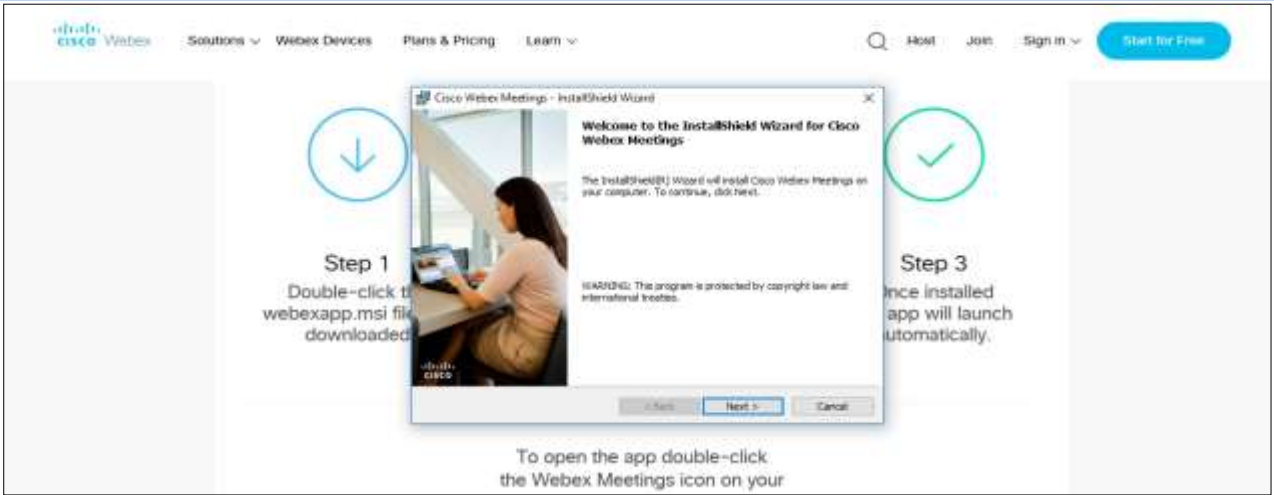 cisco Webex Solutions Webex Devices Plans & Pricing Learn Host Join Sign in Start for Free
Cisco Webex Meetings - InstallShield Wizard
Welcome to the InstallShield Wizard for Cisco
Webex Meetings
The InstallShield(R) Wizard will install Cisco Webex Meetings on
your computer. To continue, click Next.
WARNING: This program is protected by copyright law and
international treaties.
cisco
< Back Next > Cancel
Step 1
Double-click t
webexapp.msi fil
downloaded
Step 3
nce installed
app will launch
utomatically.
To open the app double-click
the Webex Meetings icon on your